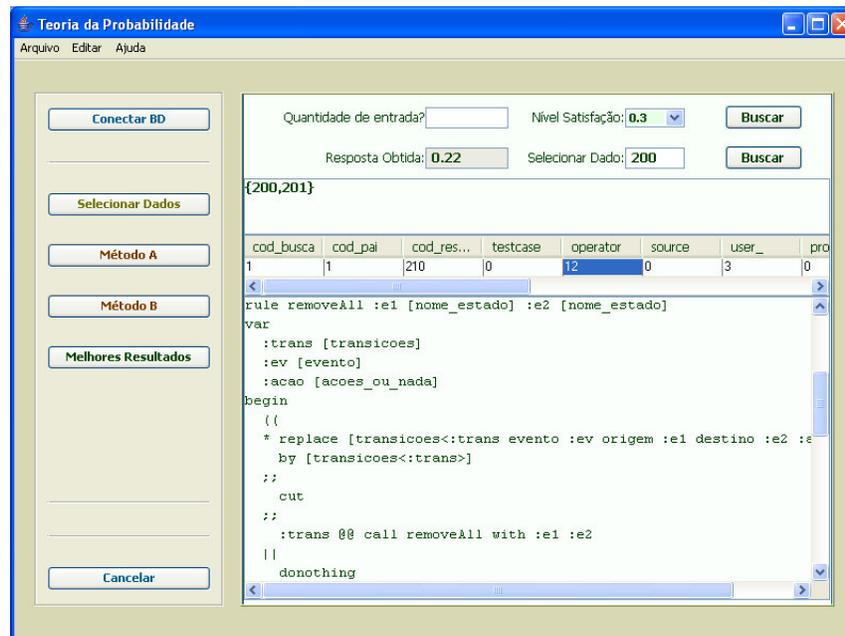 Teoria da Probabilidade
Arquivo Editar Ajuda
Conectar BD
Selecionar Dados
Método A
Método B
Melhores Resultados
Cancelar
Quantidade de entrada? Nível Satisfação: 0.3 Buscar
Resposta Obtida: 0.22 Selecionar Dado: 200 Buscar
{200,201}
cod_busca cod_pai cod_res... testcase operator source user_ pro
1 1 210 0 12 0 3 0
rule removeAll :e1 [nome_estado] :e2 [nome_estado]
var
:trans [transicoes]
:ev [evento]
:acao [acoes_ou_nada]
begin
((
* replace [transicoes<:trans evento :ev origem :e1 destino :e2 :a
by [transicoes<:trans>]
;;
cut
;;
:trans @@ call removeAll with :e1 :e2
||
donothing